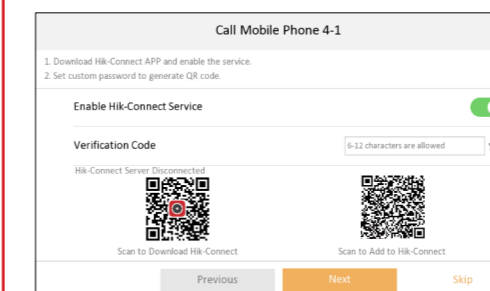 Call Mobile Phone 4-1
1. Download Hik-Connect APP and enable the service.
2. Set custom password to generate QR code.
Enable Hik-Connect Service
Verification Code
6-12 characters are allowed
Hik-Connect Server Disconnected
Scan to Download Hik-Connect
Scan to Add to Hik-Connect
Previous
Next
Skip